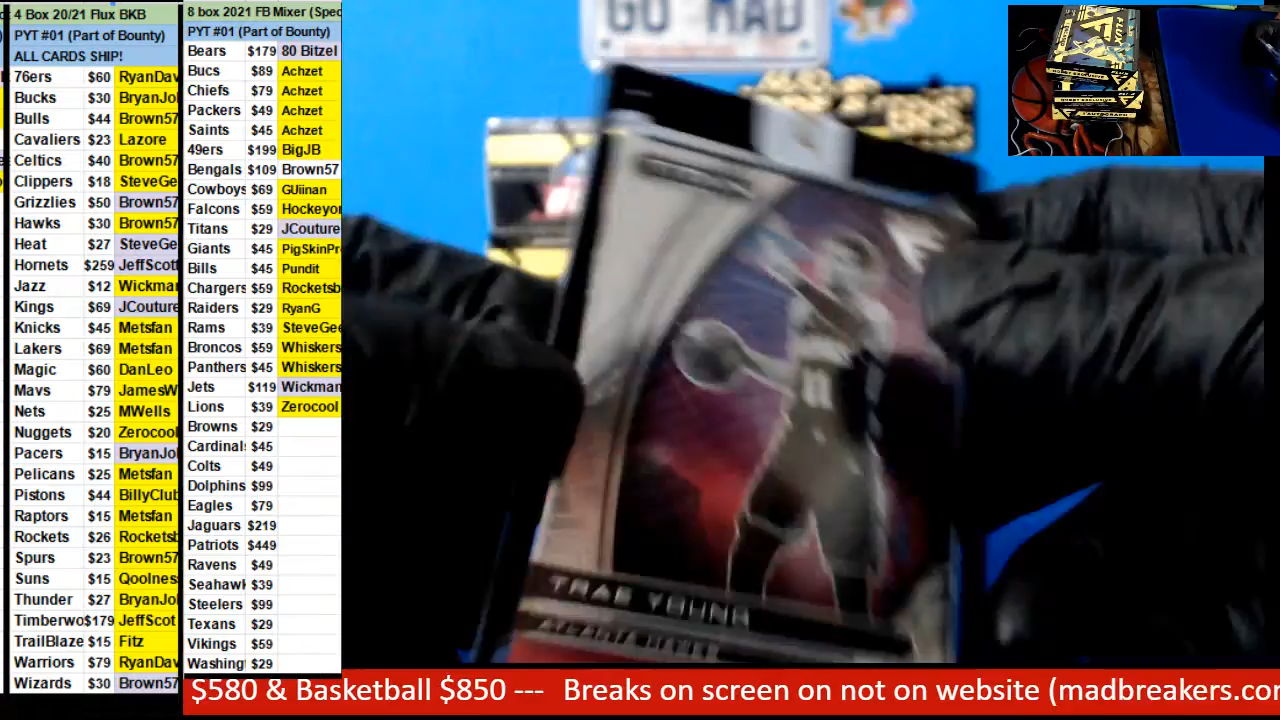 4 Box 20/21 Flux BKB
PYT #01 (Part of Bounty)
ALL CARDS SHIP!
76ers $60 RyanDav
Bucks $30 BryanJo
Bulls $44 Brown57
Cavaliers $23 Lazore
Celtics $40 Brown57
Clippers $18 SteveGe
Grizzlies $50 Brown57
Hawks $30 Brown57
Heat $27 SteveGe
Hornets $259 JeffScott
Jazz $12 Wickmar
Kings $69 JCouture
Knicks $45 Metsfan
Lakers $69 Metsfan
Magic $60 DanLeo
Mavs $79 JamesW
Nets $25 MWells
Nuggets $20 Zerocool
Pacers $15 BryanJo
Pelicans $25 Metsfan
Pistons $44 BillyClub
Raptors $15 Metsfan
Rockets $26 Rocketsb
Spurs $23 Brown57
Suns $15 Qoolnes
Thunder $27 BryanJo
Timberwo $179 JeffScot
TrailBlaze $15 Fitz
Warriors $79 RyanDav
Wizards $30 Brown57
8 box 2021 FB Mixer (Spec
PYT #01 (Part of Bounty)
Bears $179 80 Bitzel
Bucs $89 Achzet
Chiefs $79 Achzet
Packers $49 Achzet
Saints $45 Achzet
49ers $199 BigJB
Bengals $109 Brown57
Cowboys $69 GUiinan
Falcons $59 Hockeyor
Titans $29 JCouture
Giants $45 PigSkinPr
Bills $45 Pundit
Chargers $59 Rocketsb
Raiders $29 RyanG
Rams $39 SteveGee
Broncos $59 Whiskers
Panthers $45 Whiskers
Jets $119 Wickman
Lions $39 Zerocool
Browns $29
Cardinals $45
Colts $49
Dolphins $99
Eagles $79
Jaguars $219
Patriots $449
Ravens $49
Seahawk $39
Steelers $99
Texans $29
Vikings $59
Washing $29
GO MAD
TRAE YOUNG
ATLANTA HAWKS
FLUX
$580 & Basketball $850 --- Breaks on screen on not on website (madbreakers.com